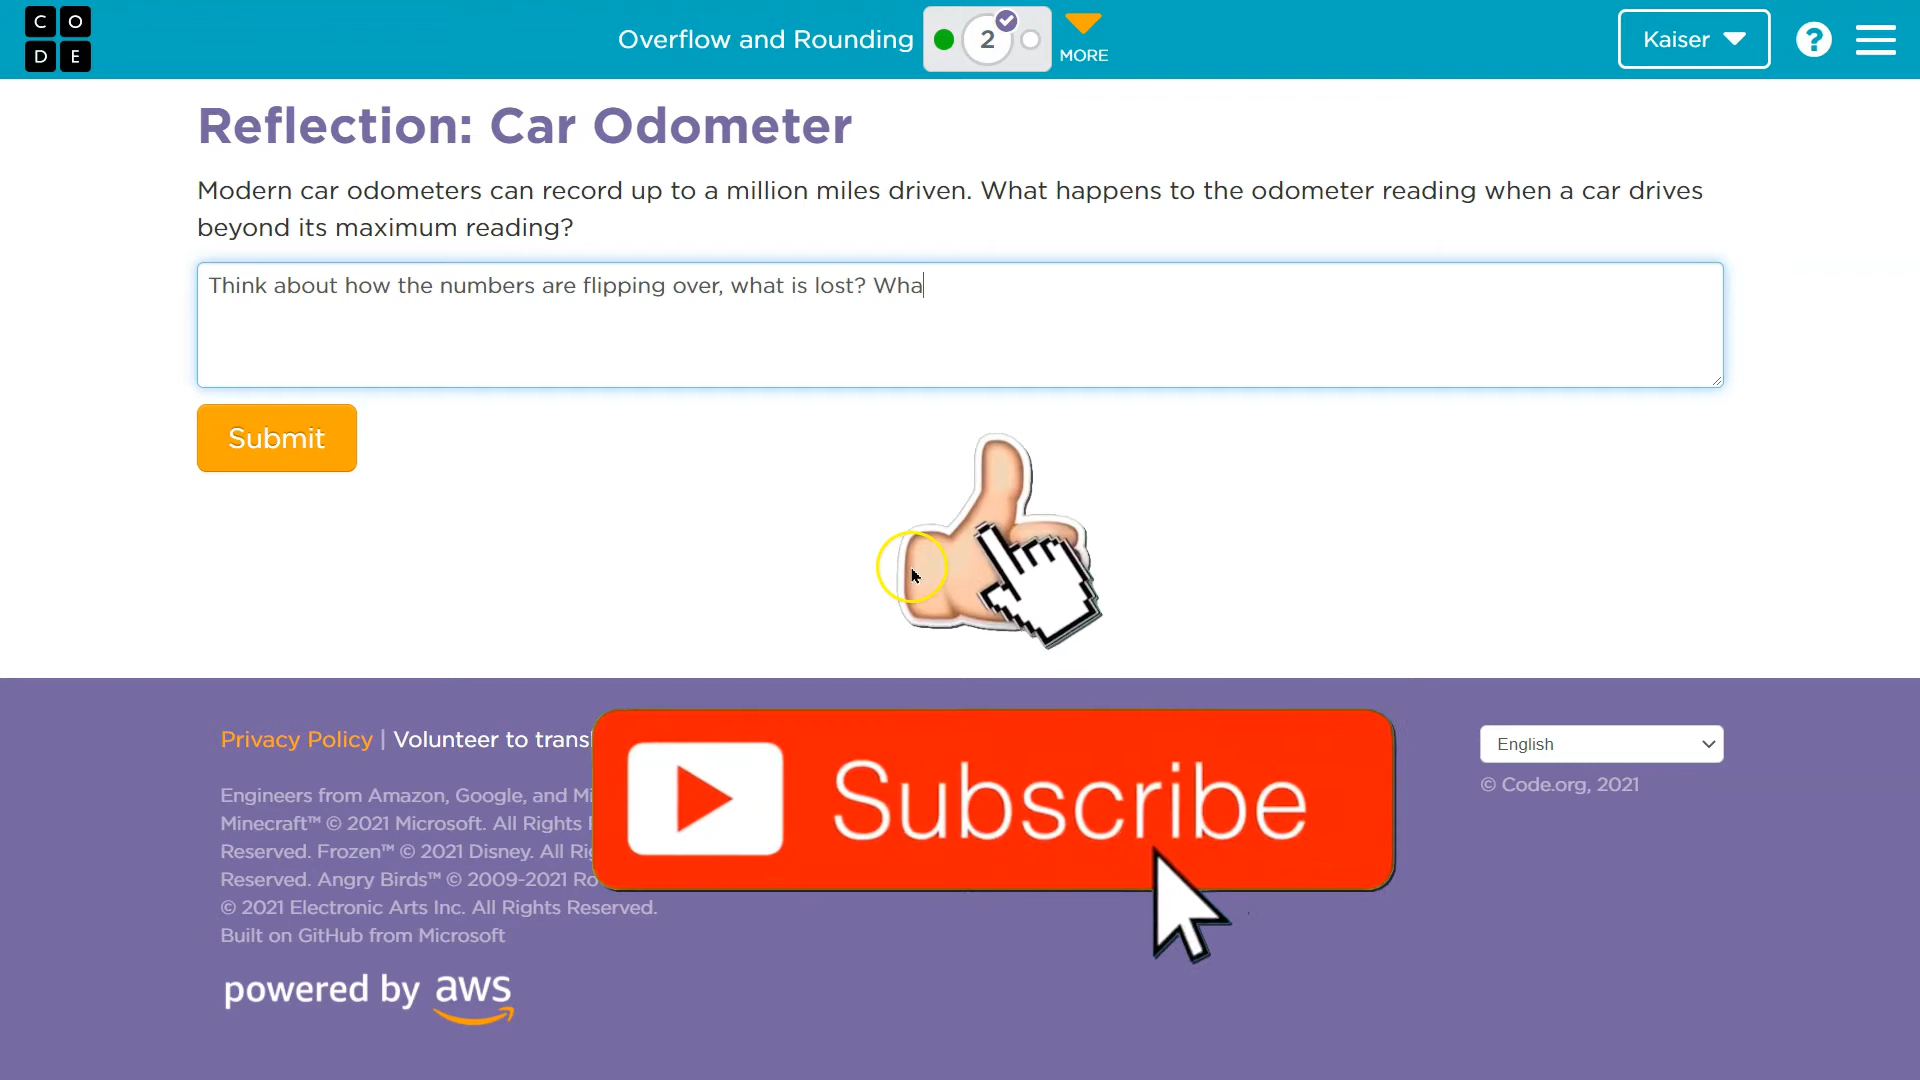 CODE
Overflow and Rounding
2
MORE
Kaiser
?
Reflection: Car Odometer
Modern car odometers can record up to a million miles driven. What happens to the odometer reading when a car drives
beyond its maximum reading?
Think about how the numbers are flipping over, what is lost? Wha
Submit
Privacy Policy | Volunteer to
Subscribe
English
© Code.org, 2021
Engineers from Amazon, Google, and
Minecraft™ © 2021 Microsoft. All Rights
Reserved. Frozen™ © 2021 Disney. All
Reserved. Angry Birds™ © 2009-2021
© 2021 Electronic Arts Inc. All Rights Reserved.
Built on GitHub from Microsoft
powered by aws